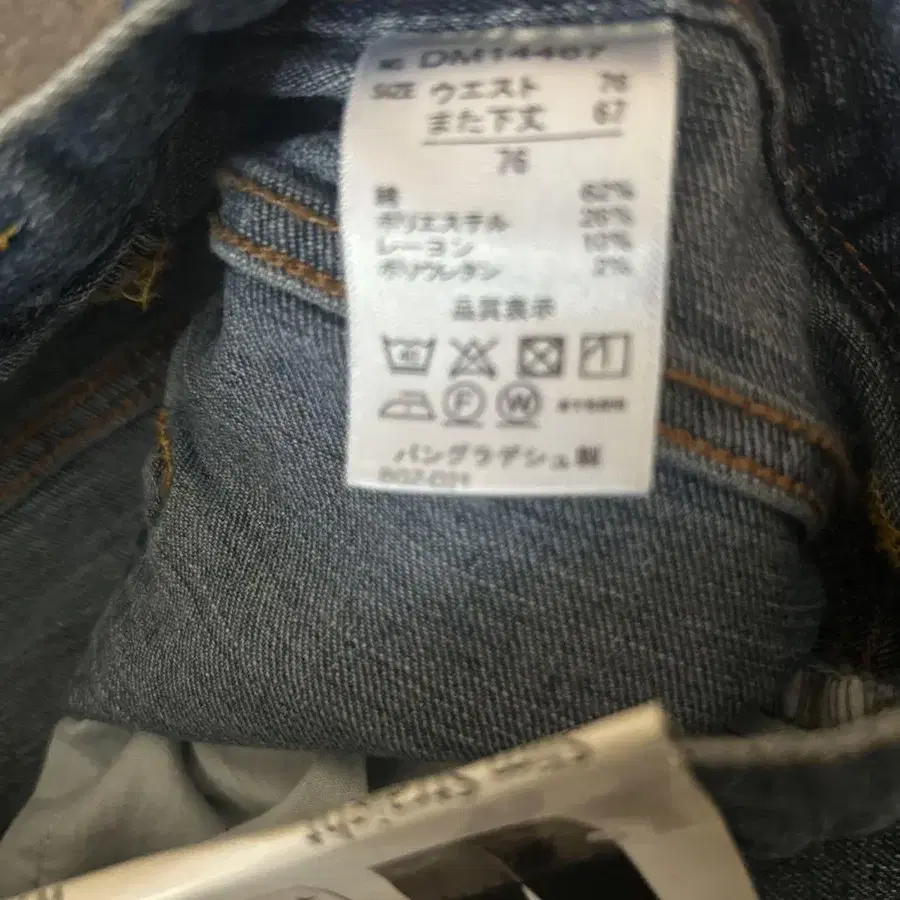 NO DM14467
SIZE ウエスト 76
また下丈 67
76
綿 62%
ポリエステル 26%
レーヨン 10%
ポリウレタン 2%
品質表示
F W
バングラデシュ製